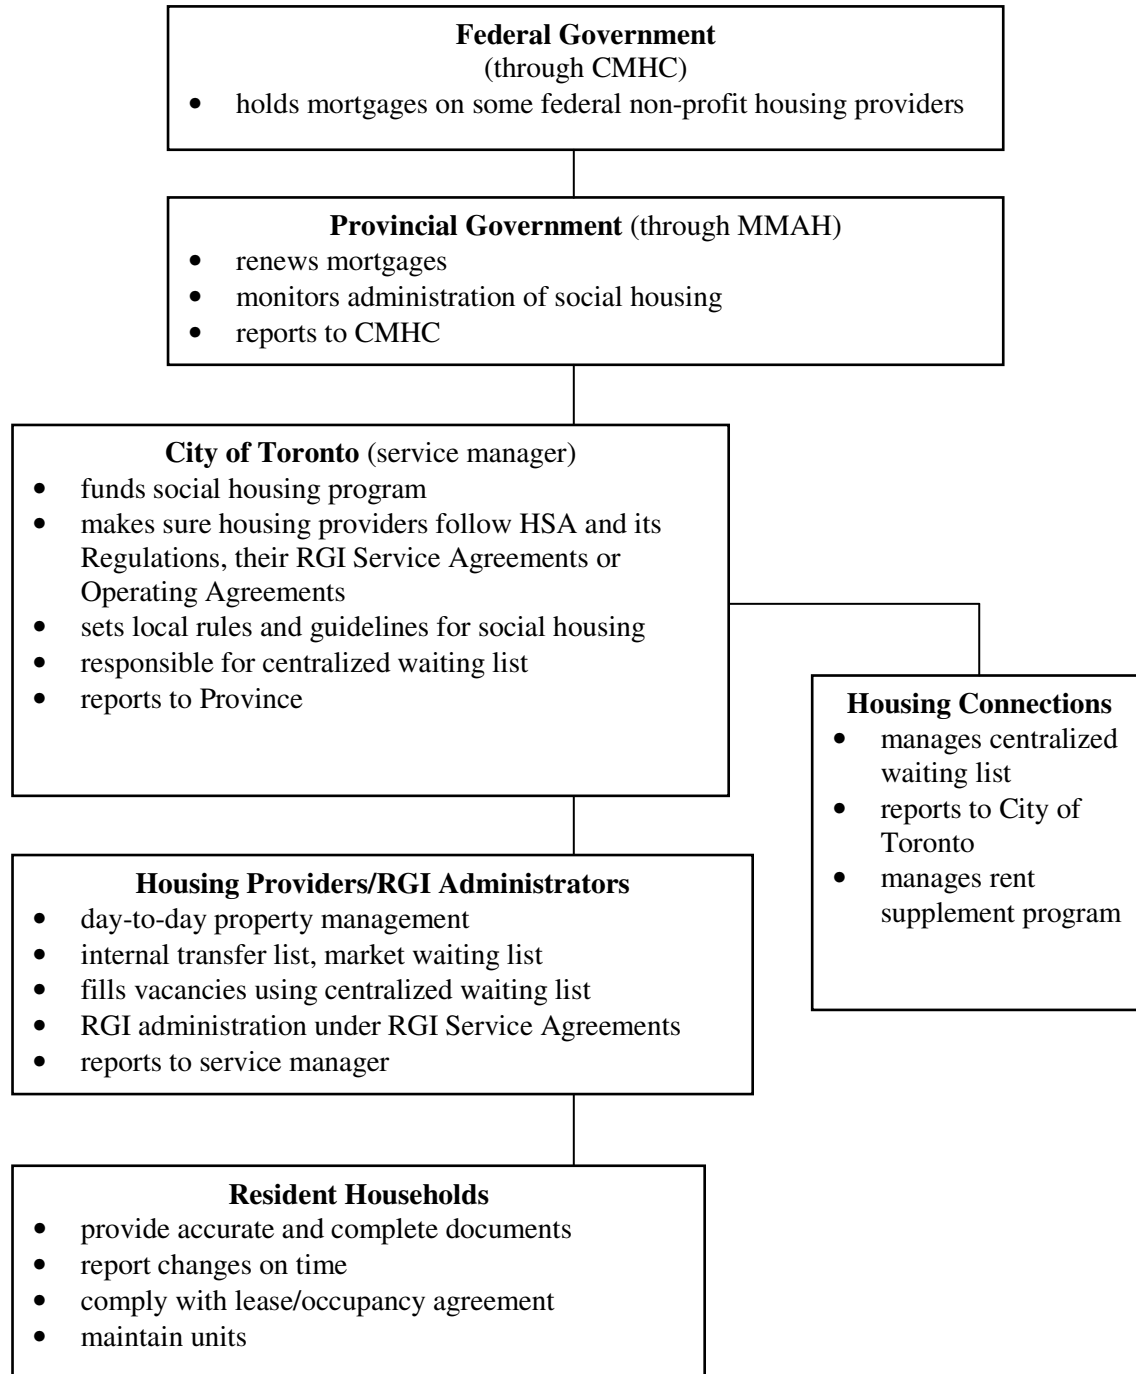 Federal Government
(through CMHC)
• holds mortgages on some federal non-profit housing providers
Provincial Government (through MMAH)
• renews mortgages
• monitors administration of social housing
• reports to CMHC
City of Toronto (service manager)
• funds social housing program
• makes sure housing providers follow HSA and its
Regulations, their RGI Service Agreements or
Operating Agreements
• sets local rules and guidelines for social housing
• responsible for centralized waiting list
• reports to Province
Housing Connections
• manages centralized
waiting list
• reports to City of
Toronto
• manages rent
supplement program
Housing Providers/RGI Administrators
• day-to-day property management
• internal transfer list, market waiting list
• fills vacancies using centralized waiting list
• RGI administration under RGI Service Agreements
• reports to service manager
Resident Households
• provide accurate and complete documents
• report changes on time
• comply with lease/occupancy agreement
• maintain units